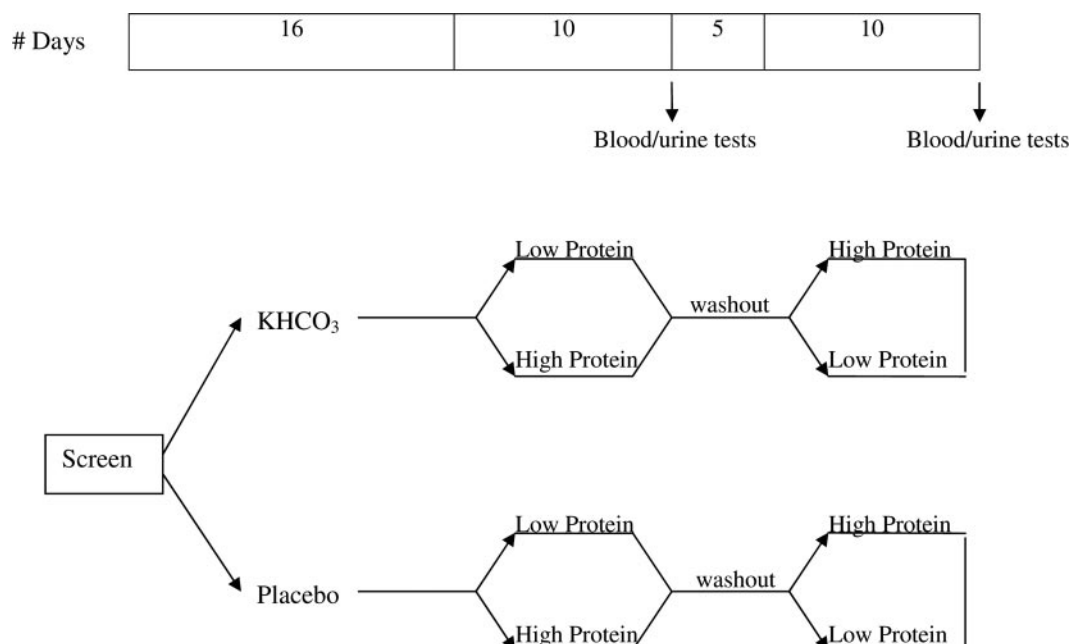 # Days 16 10 5 10
Blood/urine tests Blood/urine tests
Low Protein High Protein
KHCO₃ washout
High Protein Low Protein
Screen
Low Protein High Protein
Placebo washout
High Protein Low Protein